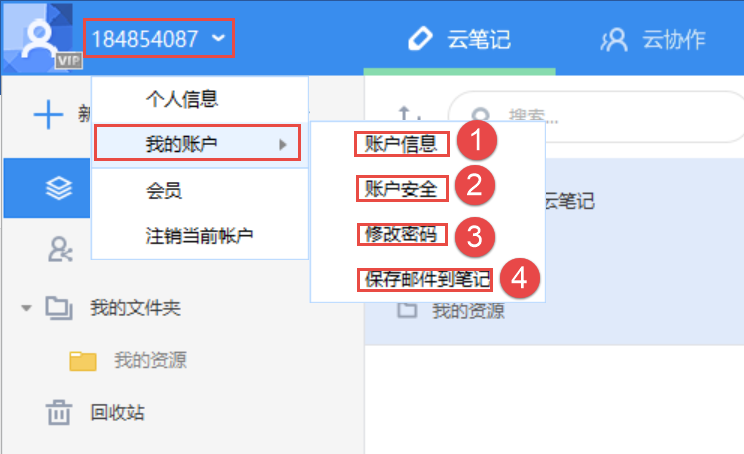 184854087
云笔记
云协作
VIP
个人信息
新
搜索...
我的账户
账户信息
1
会员
账户安全
2
云笔记
注销当前帐户
修改密码
3
保存邮件到笔记
4
我的文件夹
我的资源
我的资源
回收站